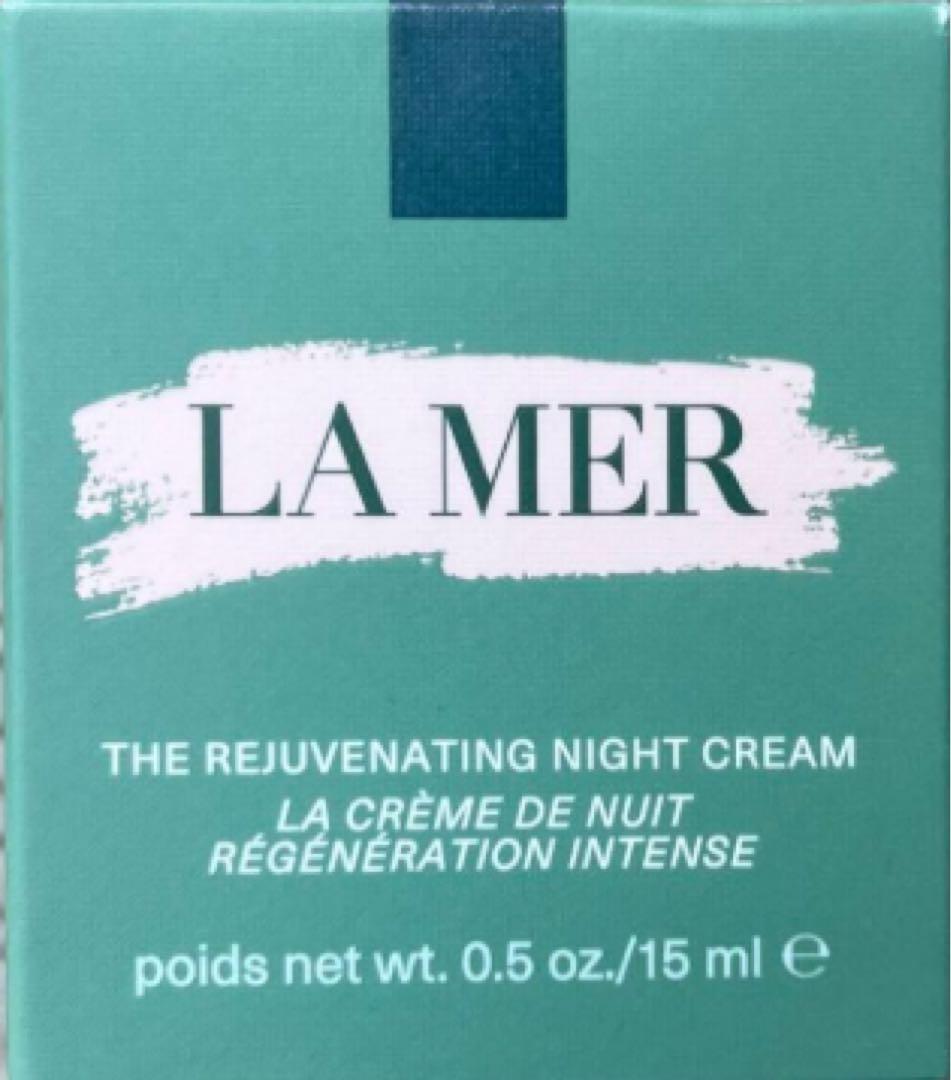 LA MER
THE REJUVENATING NIGHT CREAM
LA CRÈME DE NUIT
RÉGÉNÉRATION INTENSE
poids net wt. 0.5 oz./15 ml ℮